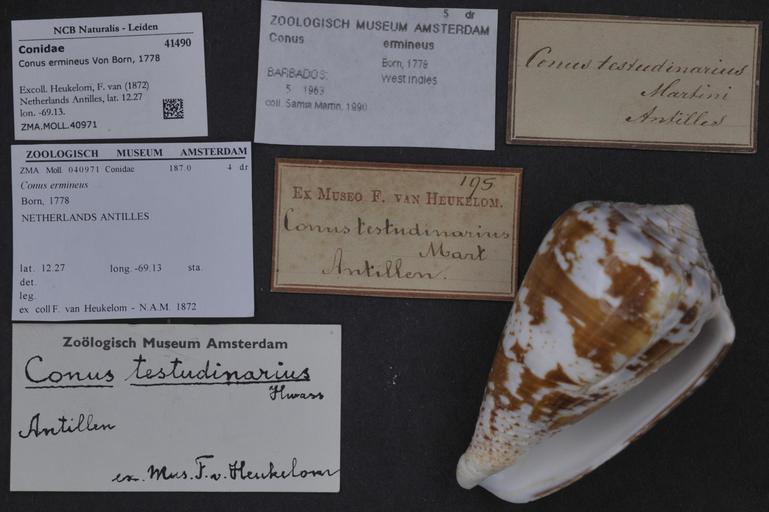 NCB Naturalis - Leiden
Conidae 41490
Conus ermineus Von Born, 1778
Excoll. Heukelom, F. van (1872)
Netherlands Antilles, lat. 12.27
lon. -69.13.
ZMA.MOLL.40971
5 dr
ZOOLOGISCH MUSEUM AMSTERDAM
Conus ermineus
Born, 1778
BARBADOS: West Indies
5 1963
coll. Samsa Martin, 1990
Conus testudinarius
Martini
Antilles
ZOOLOGISCH MUSEUM AMSTERDAM
ZMA Moll. 040971 Conidae 187.0 4 dr
Conus ermineus
Born, 1778
NETHERLANDS ANTILLES
lat. 12.27 long. -69.13 sta.
det.
leg.
ex coll F. van Heukelom - N.A.M. 1872
195
Ex Museo F. van Heukelom.
Conus testudinarius
Mart
Antillen.
Zoölogisch Museum Amsterdam
Conus testudinarius
Hwass
Antillen
ex. Mus. F. v. Heukelom